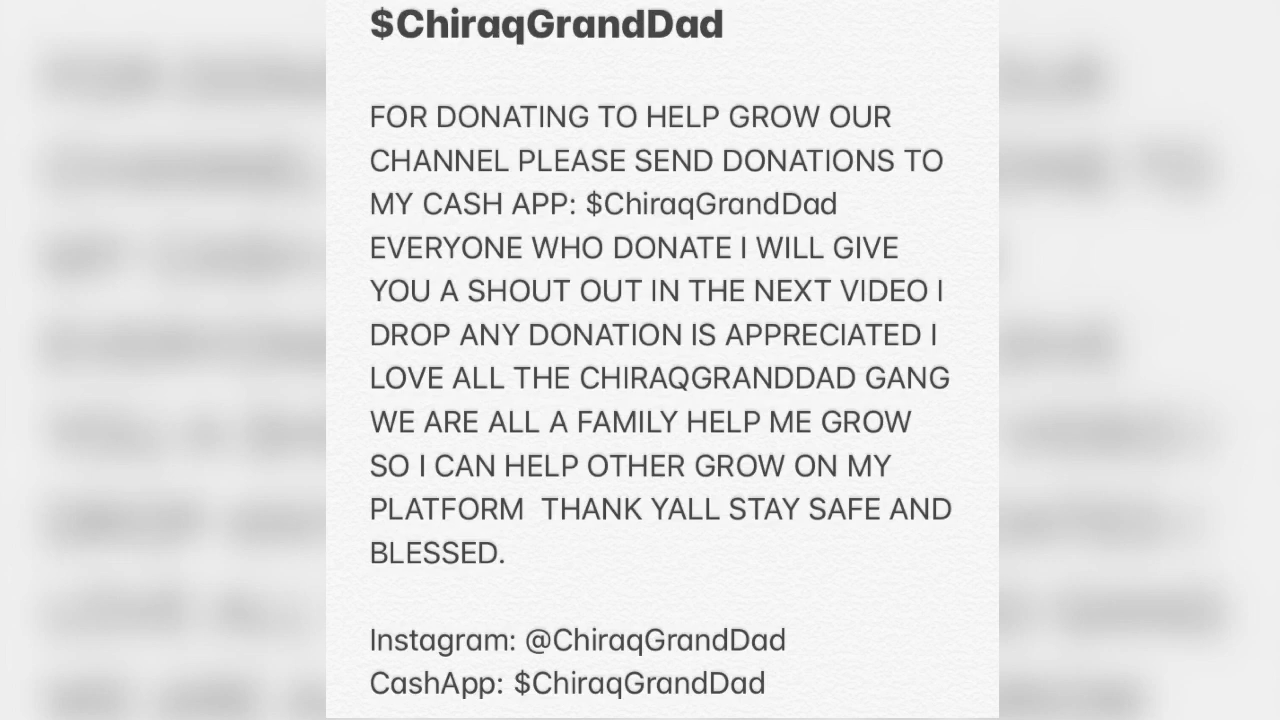 $ChiraqGrandDad
FOR DONATING TO HELP GROW OUR
CHANNEL PLEASE SEND DONATIONS TO
MY CASH APP: $ChiraqGrandDad
EVERYONE WHO DONATE I WILL GIVE
YOU A SHOUT OUT IN THE NEXT VIDEO I
DROP ANY DONATION IS APPRECIATED I
LOVE ALL THE CHIRAQGRANDDAD GANG
WE ARE ALL A FAMILY HELP ME GROW
SO I CAN HELP OTHER GROW ON MY
PLATFORM  THANK YALL STAY SAFE AND
BLESSED.
Instagram: @ChiraqGrandDad
CashApp: $ChiraqGrandDad